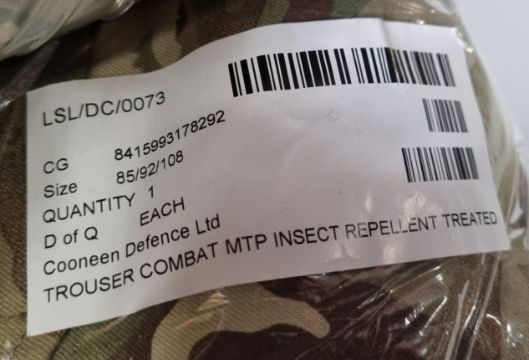 LSL/DC/0073
CG 8415993178292
Size 85/92/108
QUANTITY 1
D of Q EACH
Cooneen Defence Ltd
TROUSER COMBAT MTP INSECT REPELLENT TREATED